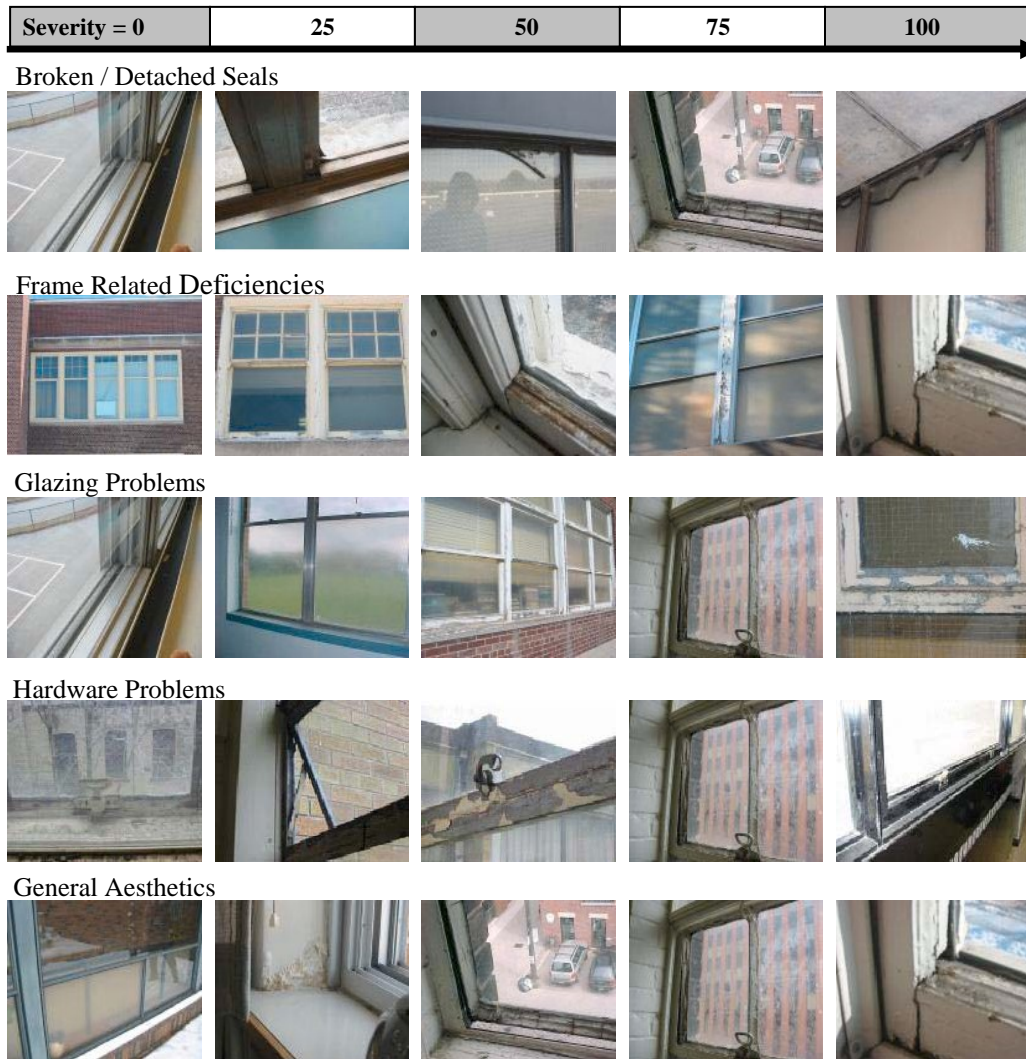 Severity = 0 25 50 75 100
Broken / Detached Seals
Frame Related Deficiencies
Glazing Problems
Hardware Problems
General Aesthetics